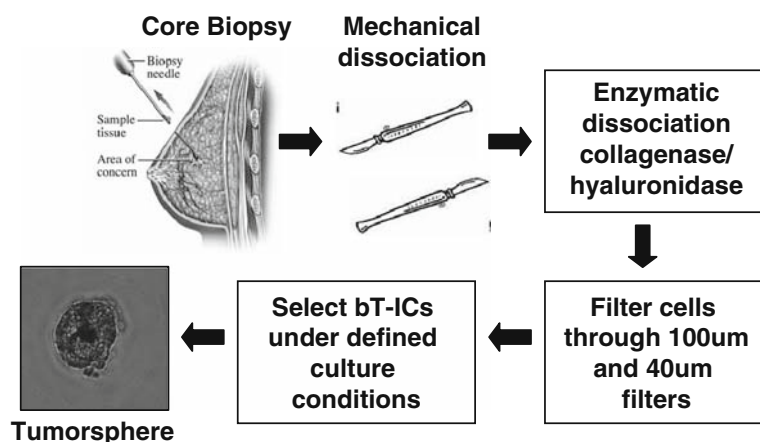 Core Biopsy
Mechanical
dissociation
Biopsy
needle
Sample
tissue
Area of
concern
Enzymatic
dissociation
collagenase/
hyaluronidase
Filter cells
through 100um
and 40um
filters
Select bT-ICs
under defined
culture
conditions
Tumorsphere